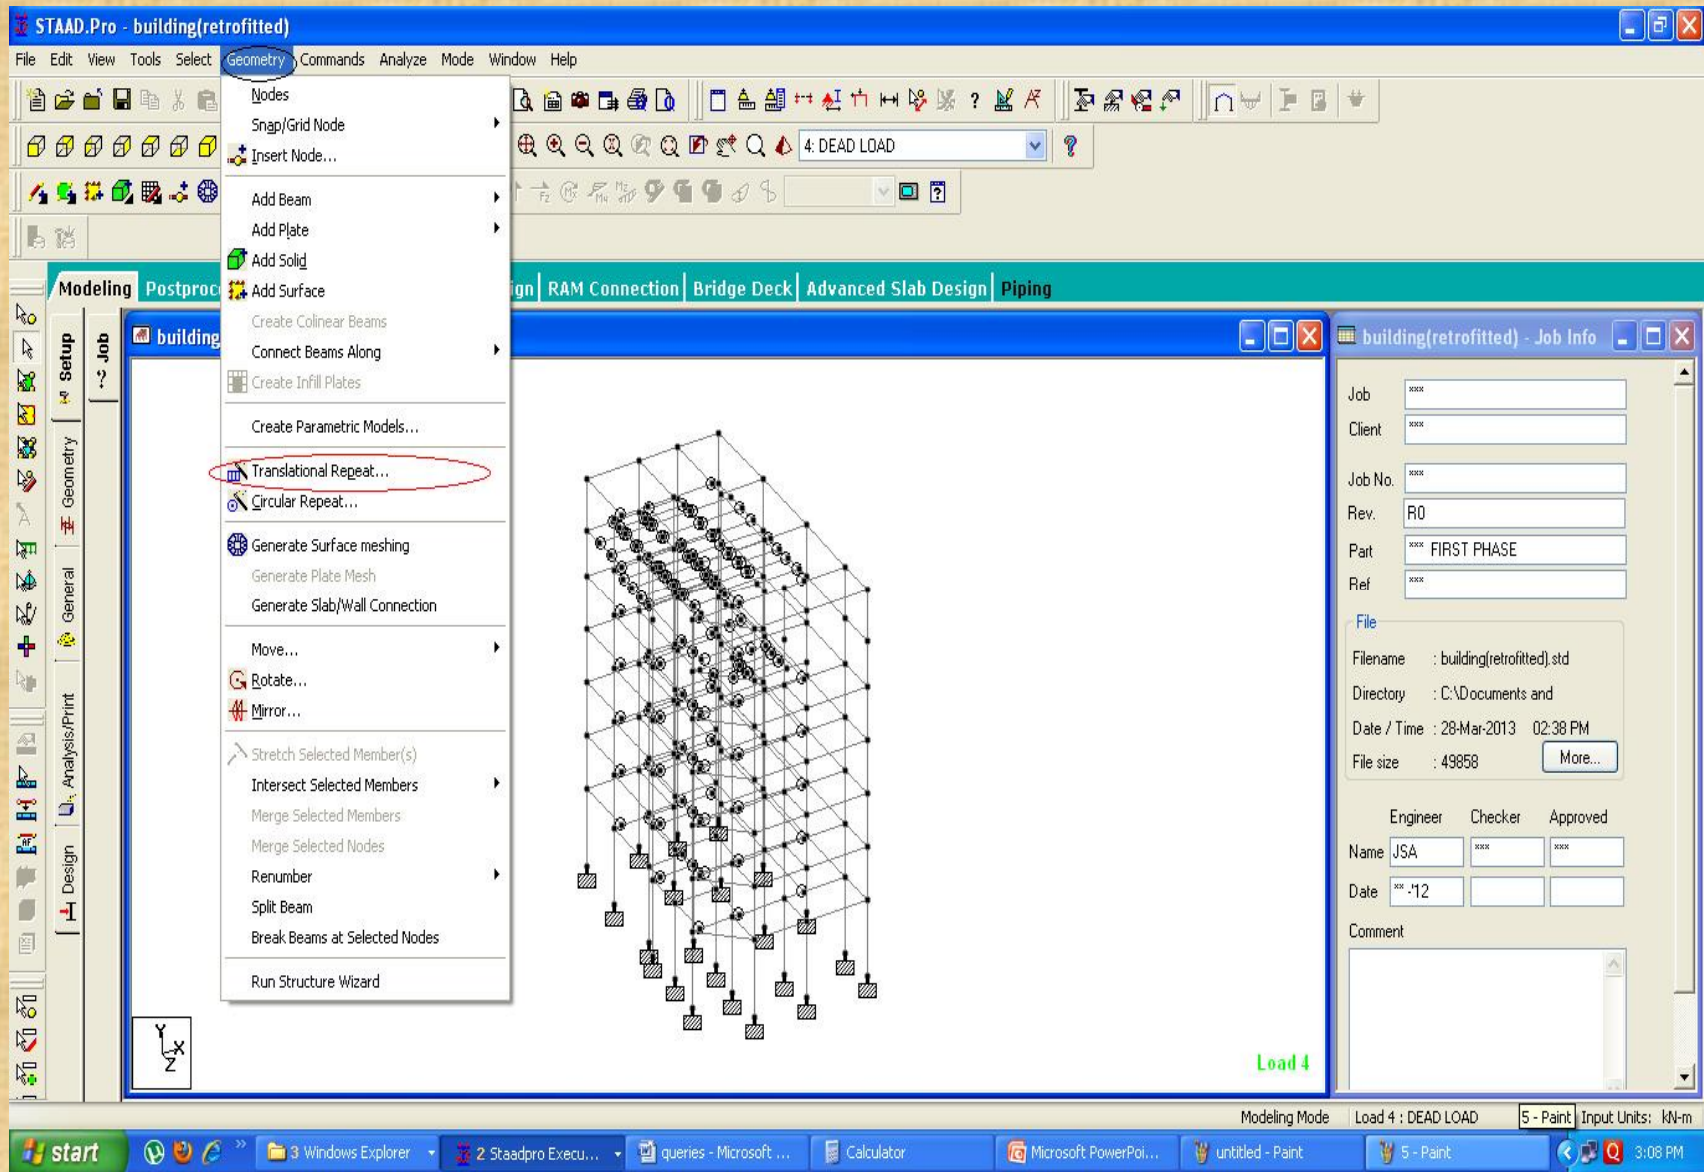 STAAD.Pro - building(retrofitted)
File Edit View Tools Select Geometry Commands Analyze Mode Window Help
4: DEAD LOAD
Nodes
Snap/Grid Node
Insert Node...
Add Beam
Add Plate
Add Solid
Add Surface
Create Colinear Beams
Connect Beams Along
Create Infill Plates
Create Parametric Models...
Translational Repeat...
Circular Repeat...
Generate Surface meshing
Generate Plate Mesh
Generate Slab/Wall Connection
Move...
Rotate...
Mirror...
Stretch Selected Member(s)
Intersect Selected Members
Merge Selected Members
Merge Selected Nodes
Renumber
Split Beam
Break Beams at Selected Nodes
Run Structure Wizard
Modeling Postproc ign RAM Connection Bridge Deck Advanced Slab Design Piping
Setup
Geometry
General
Analysis/Print
Design
Job
building
Y
X
Z
Load 4
building(retrofitted) - Job Info
Job ***
Client ***
Job No. ***
Rev. R0
Part *** FIRST PHASE
Ref ***
File
Filename : building(retrofitted).std
Directory : C:\Documents and
Date / Time : 28-Mar-2013 02:38 PM
File size : 49858 More...
Engineer Checker Approved
Name JSA *** ***
Date ** -'12
Comment
Modeling Mode Load 4 : DEAD LOAD 5 - Paint Input Units: kN-m
start 3 Windows Explorer 2 Staadpro Execu... queries - Microsoft ... Calculator Microsoft PowerPoi... untitled - Paint 5 - Paint 3:08 PM